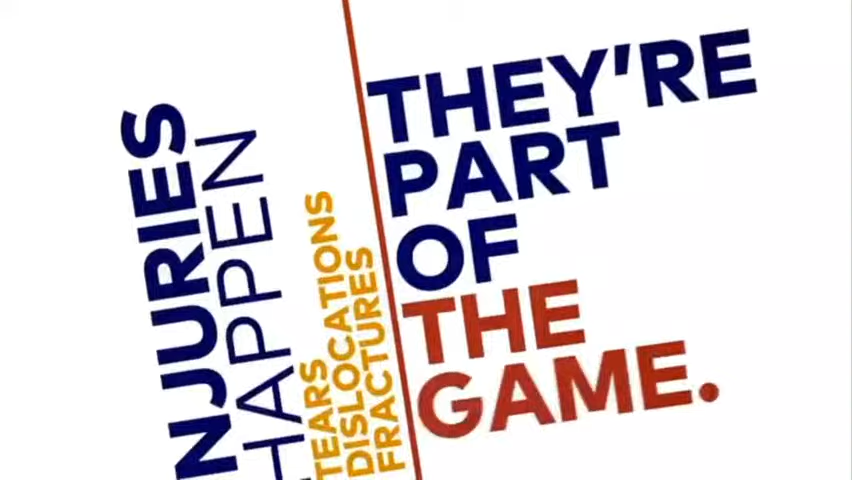 NJURIES
HAPPEN
TEARS
DISLOCATIONS
FRACTURES
THEY'RE
PART
OF
THE
GAME.